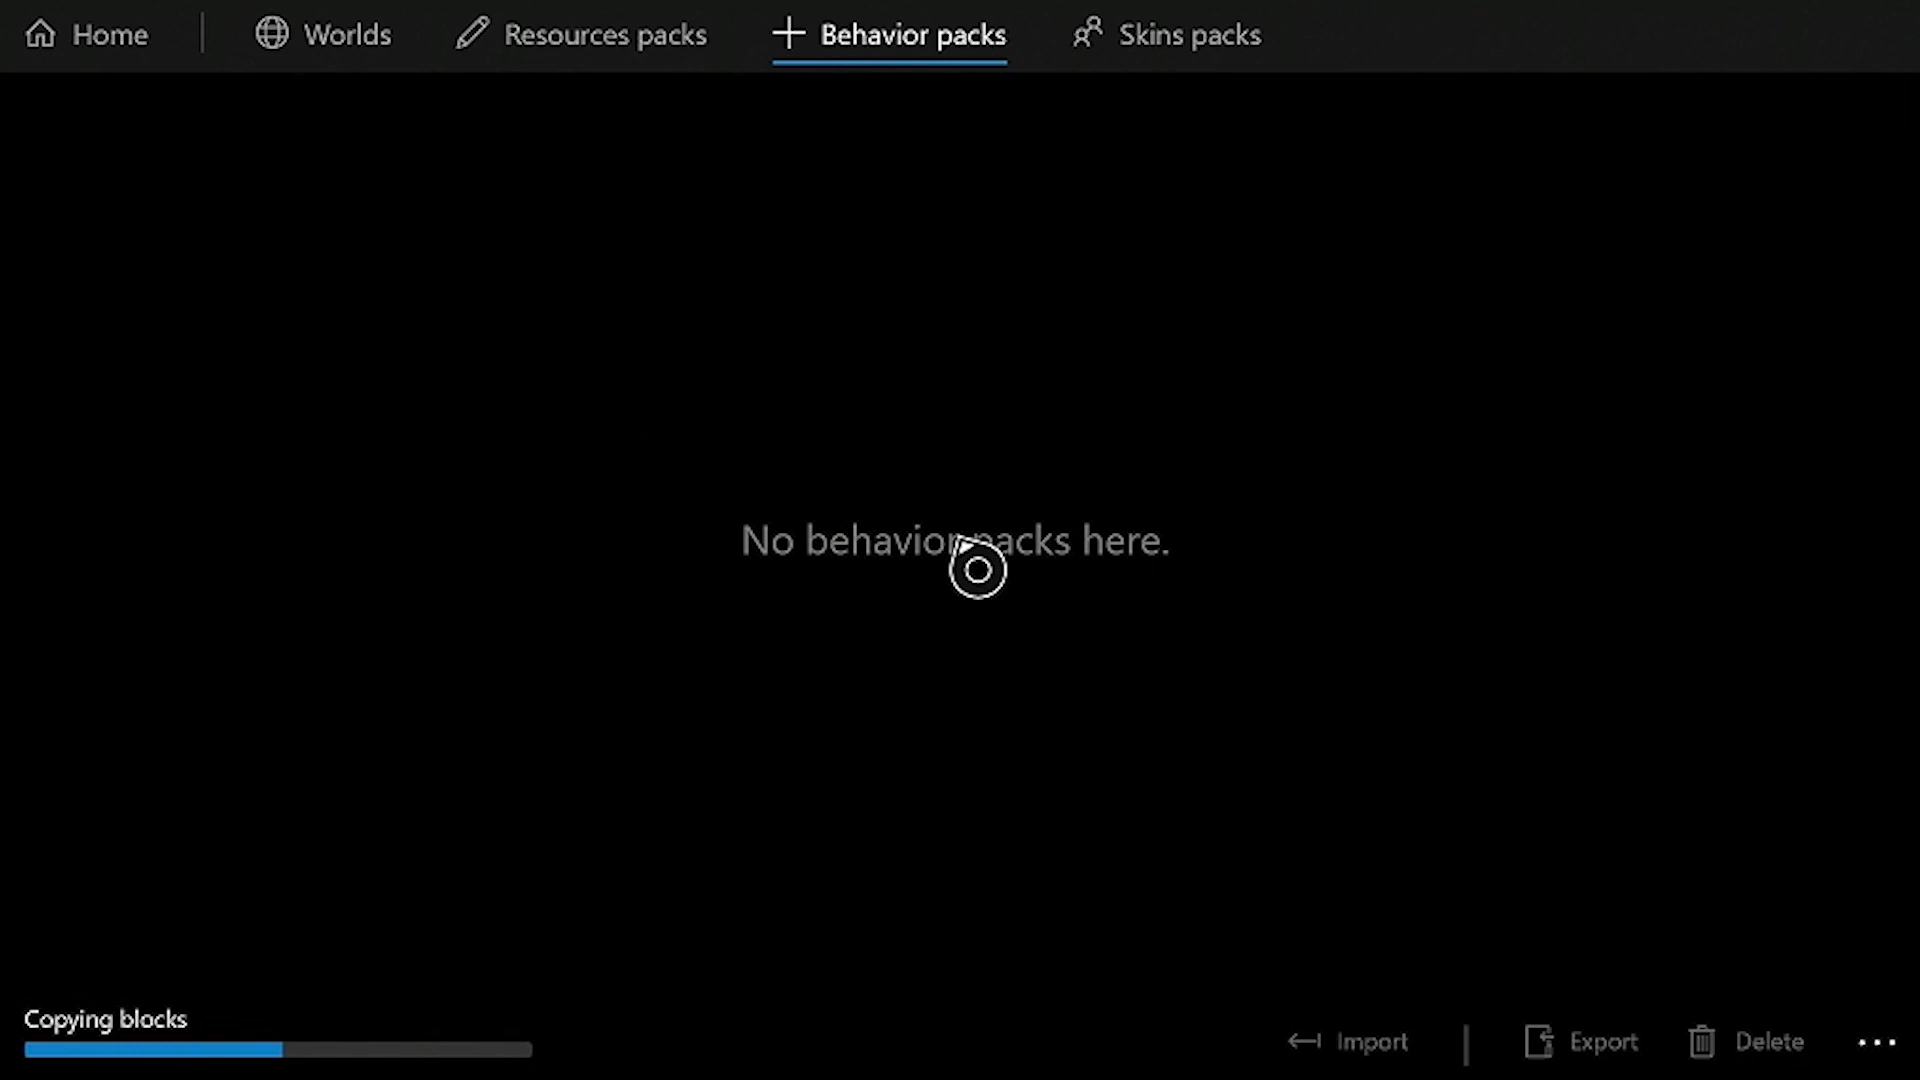 Home Worlds Resources packs Behavior packs Skins packs
No behavior packs here.
Copying blocks
Import Export Delete